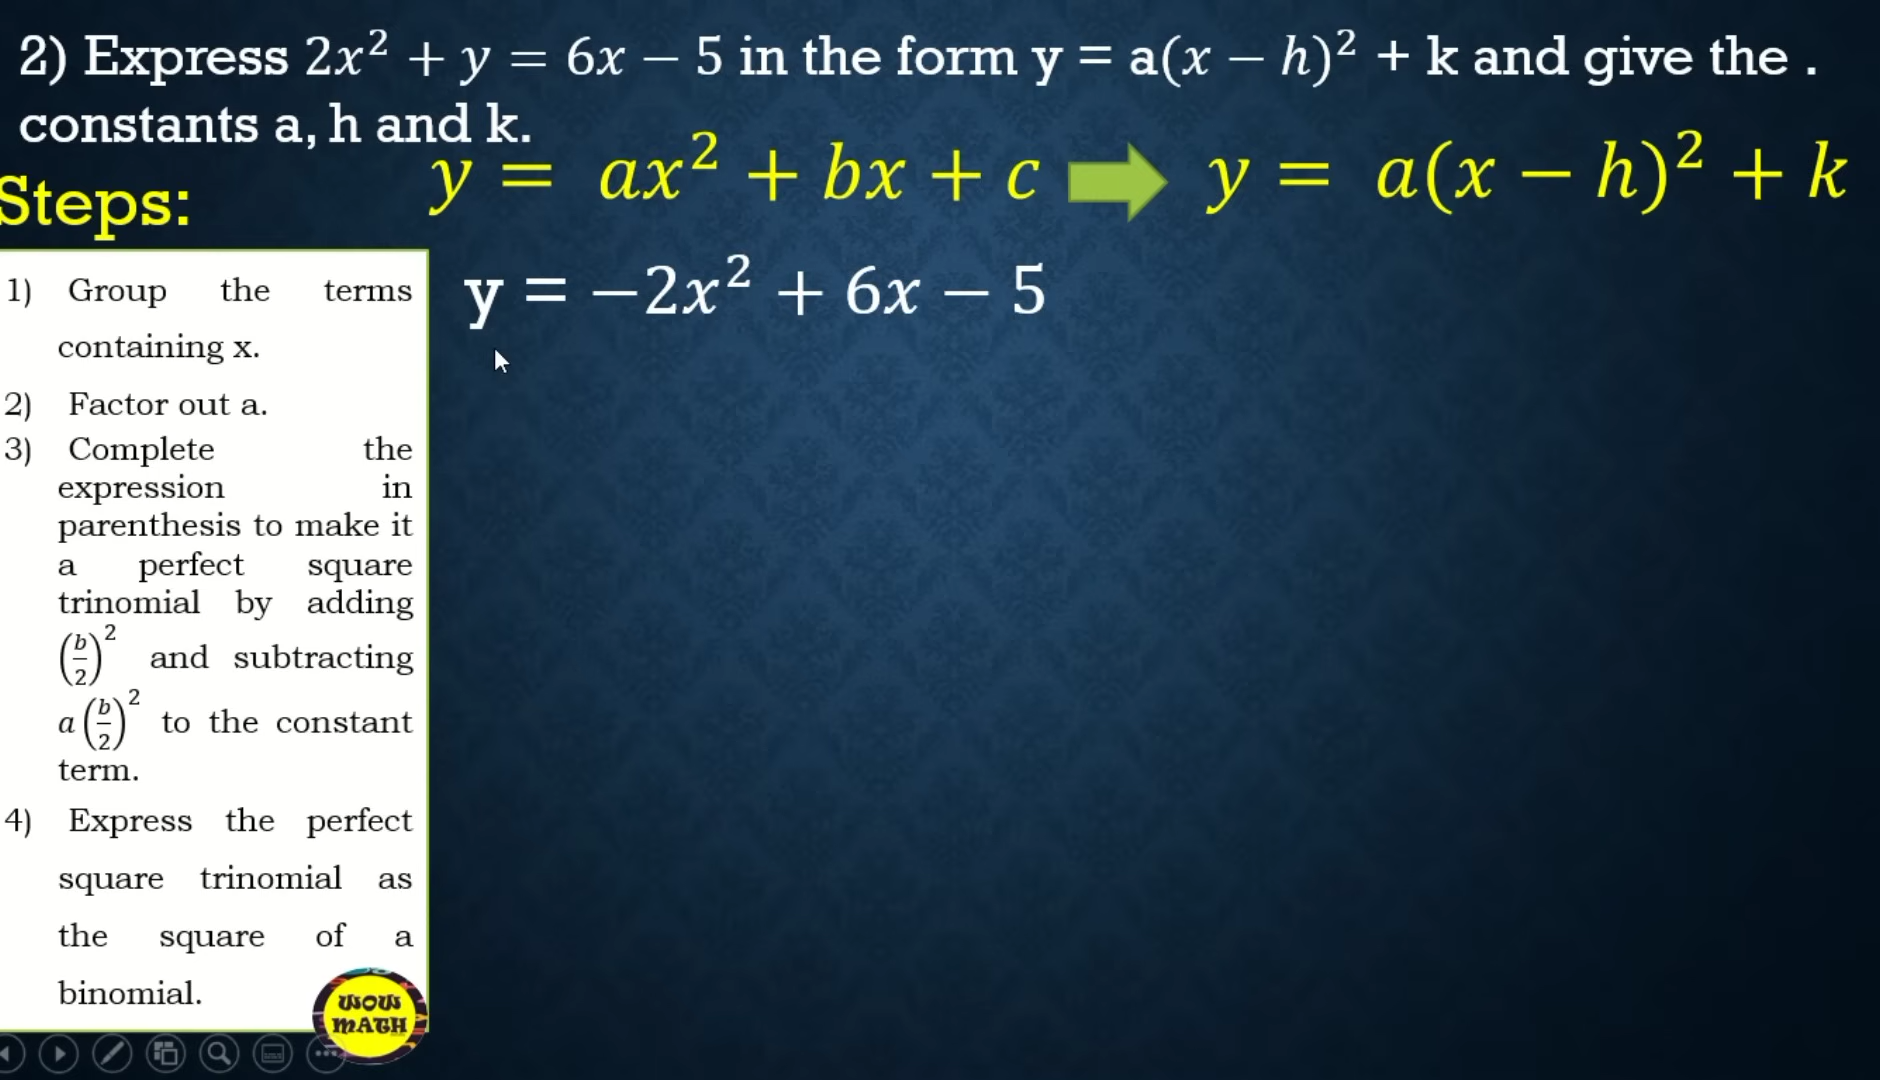 2) Express 2x² + y = 6x − 5 in the form y = a(x − h)² + k and give the .
constants a, h and k.
y = ax² + bx + c y = a(x − h)² + k
Steps:
y = −2x² + 6x − 5
1) Group the terms
containing x.
2) Factor out a.
3) Complete the
expression in
parenthesis to make it
a perfect square
trinomial by adding
(b/2)² and subtracting
a(b/2)² to the constant
term.
4) Express the perfect
square trinomial as
the square of a
binomial.
WOW
MATH